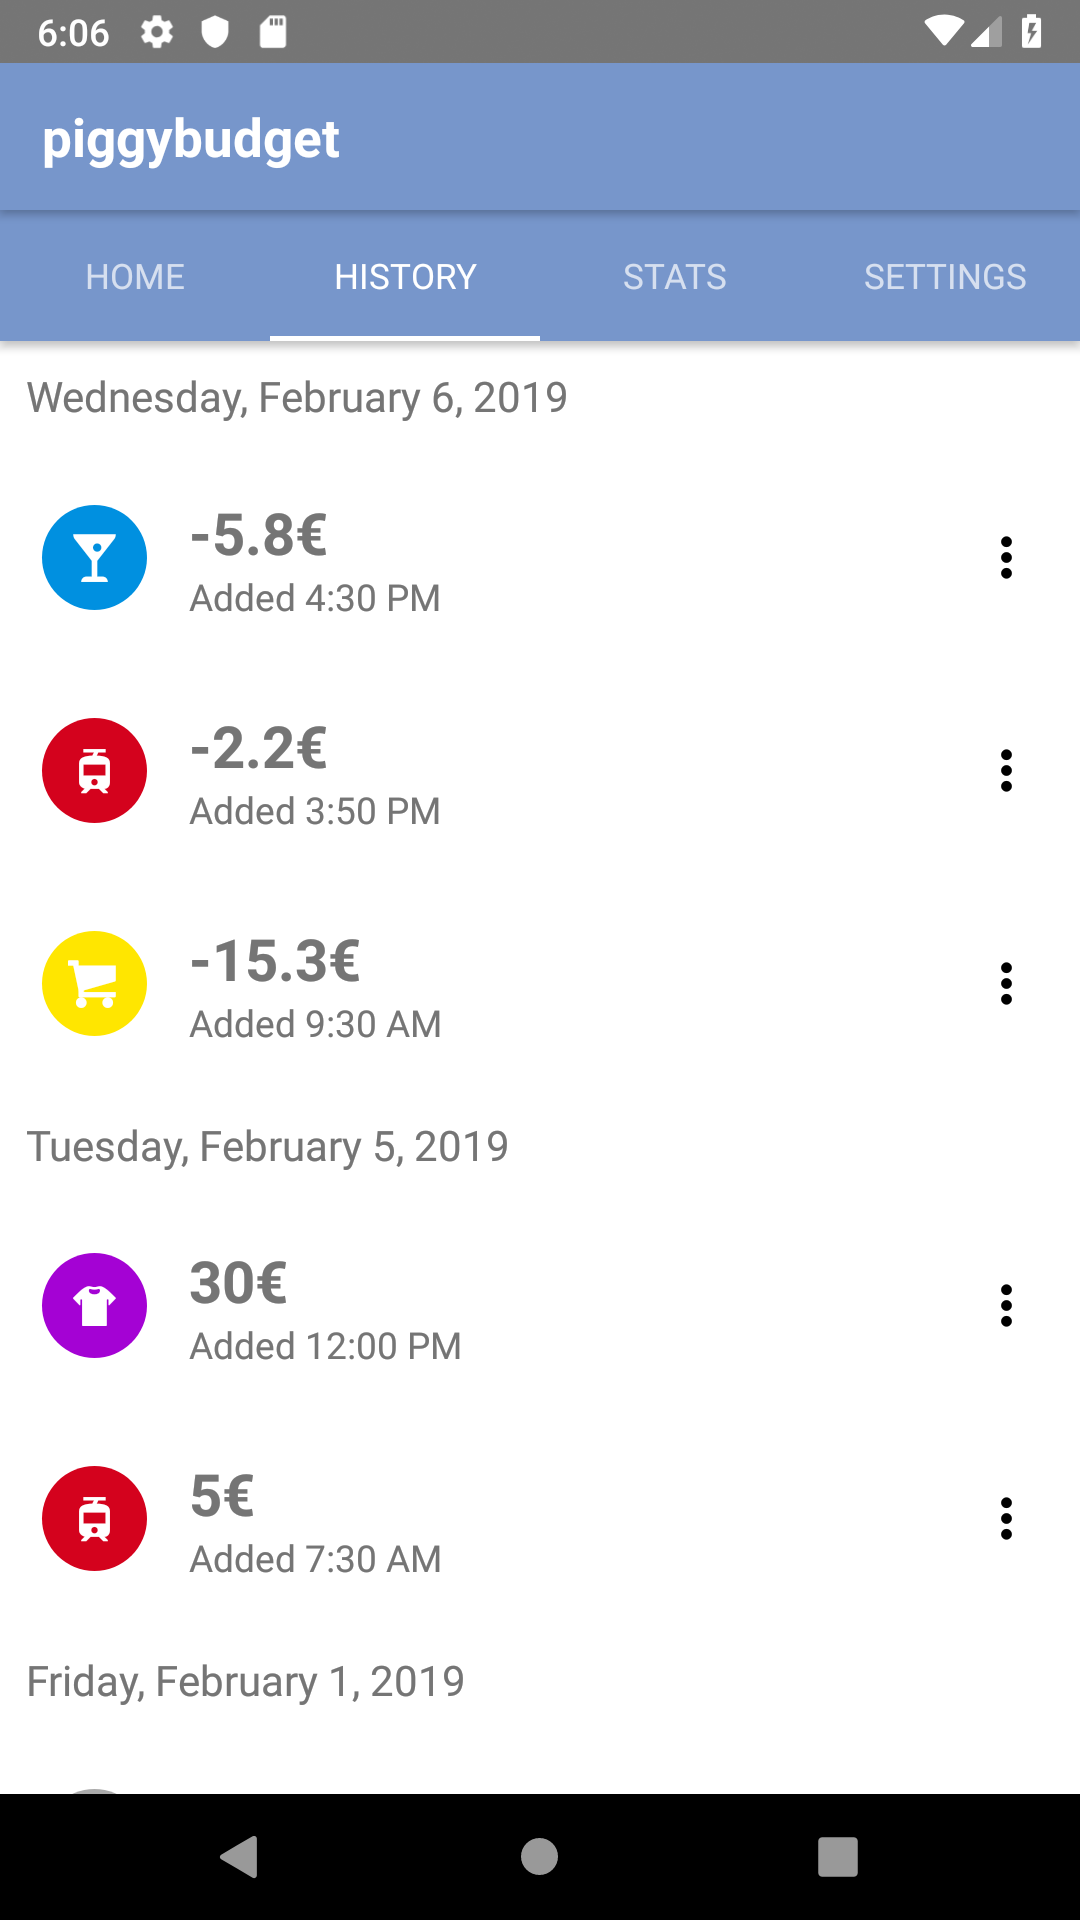 6:06
piggybudget
HOME HISTORY STATS SETTINGS
Wednesday, February 6, 2019
-5.8€
Added 4:30 PM
-2.2€
Added 3:50 PM
-15.3€
Added 9:30 AM
Tuesday, February 5, 2019
30€
Added 12:00 PM
5€
Added 7:30 AM
Friday, February 1, 2019